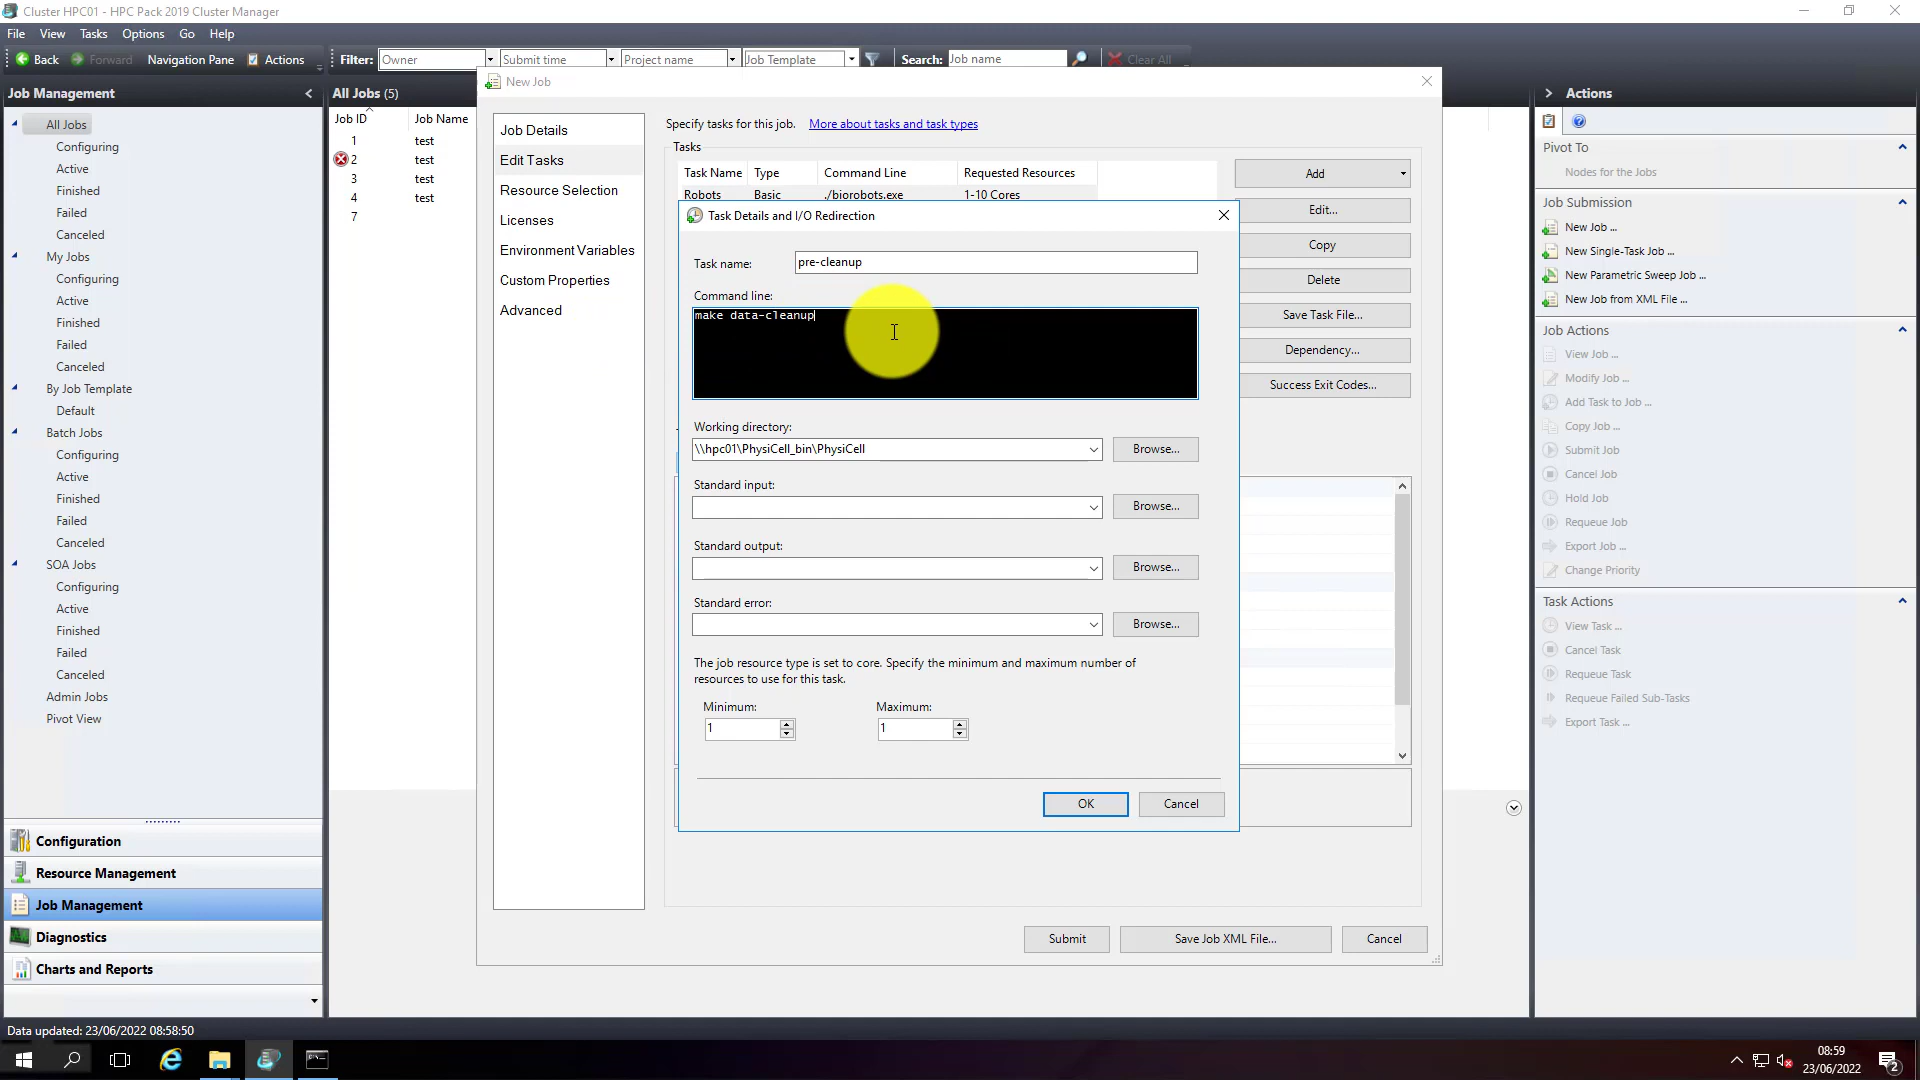 Cluster HPC01 - HPC Pack 2019 Cluster Manager
File View Tasks Options Go Help
Back Forward Navigation Pane Actions Filter: Owner Submit time Project name Job Template Search: Job name Clear All
Job Management
All Jobs
Configuring
Active
Finished
Failed
Canceled
My Jobs
Configuring
Active
Finished
Failed
Canceled
By Job Template
Default
Batch Jobs
Configuring
Active
Finished
Failed
Canceled
SOA Jobs
Configuring
Active
Finished
Failed
Canceled
Admin Jobs
Pivot View
Configuration
Resource Management
Job Management
Diagnostics
Charts and Reports
All Jobs (5)
Job ID Job Name
1 test
2 test
3 test
4 test
7
New Job
Job Details
Edit Tasks
Resource Selection
Licenses
Environment Variables
Custom Properties
Advanced
Specify tasks for this job. More about tasks and task types
Tasks
Task Name Type Command Line Requested Resources
Robots Basic ./biorobots.exe 1-10 Cores
Add
Edit...
Copy
Delete
Save Task File...
Dependency...
Success Exit Codes...
Task Details and I/O Redirection
Task name: pre-cleanup
Command line:
make data-cleanup
Working directory:
\\hpc01\PhysiCell_bin\PhysiCell Browse...
Standard input:
Browse...
Standard output:
Browse...
Standard error:
Browse...
The job resource type is set to core. Specify the minimum and maximum number of
resources to use for this task.
Minimum: Maximum:
1 1
OK Cancel
Submit Save Job XML File... Cancel
Actions
Pivot To
Nodes for the Jobs
Job Submission
New Job ...
New Single-Task Job ...
New Parametric Sweep Job ...
New Job from XML File ...
Job Actions
View Job ...
Modify Job ...
Add Task to Job ...
Copy Job ...
Submit Job
Cancel Job
Hold Job
Requeue Job
Export Job ...
Change Priority
Task Actions
View Task ...
Cancel Task
Requeue Task
Requeue Failed Sub-Tasks
Export Task ...
Data updated: 23/06/2022 08:58:50
08:59
23/06/2022
2